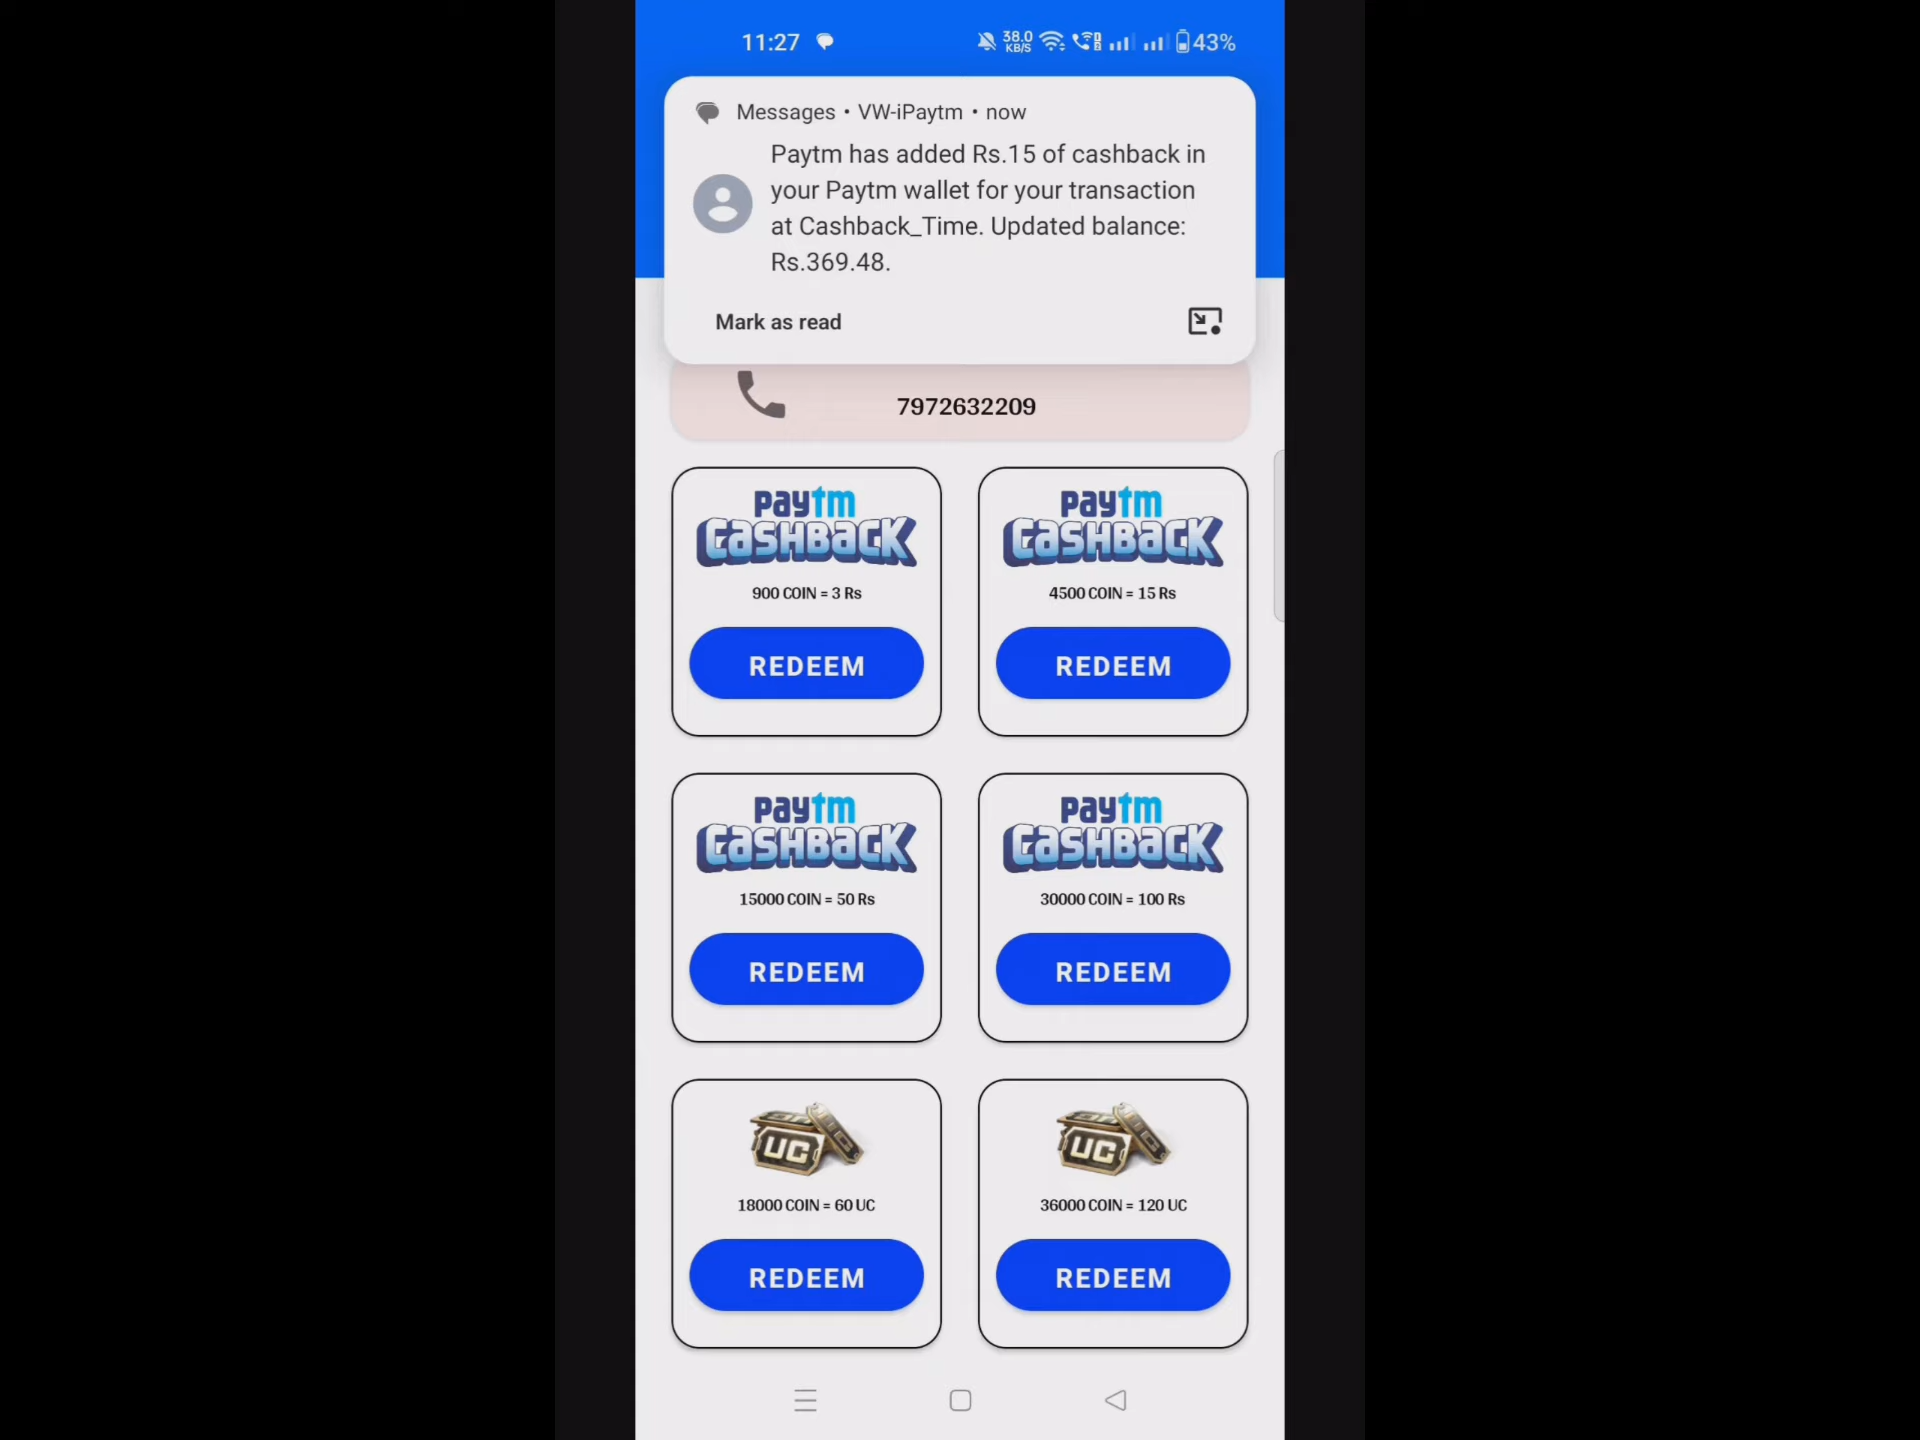 11:27
38.0
KB/S
43%
Messages • VW-iPaytm • now
Paytm has added Rs.15 of cashback in
your Paytm wallet for your transaction
at Cashback_Time. Updated balance:
Rs.369.48.
Mark as read
7972632209
paytm
CASHBACK
900 COIN = 3 Rs
REDEEM
paytm
CASHBACK
4500 COIN = 15 Rs
REDEEM
paytm
CASHBACK
15000 COIN = 50 Rs
REDEEM
paytm
CASHBACK
30000 COIN = 100 Rs
REDEEM
UC
18000 COIN = 60 UC
REDEEM
UC
36000 COIN = 120 UC
REDEEM